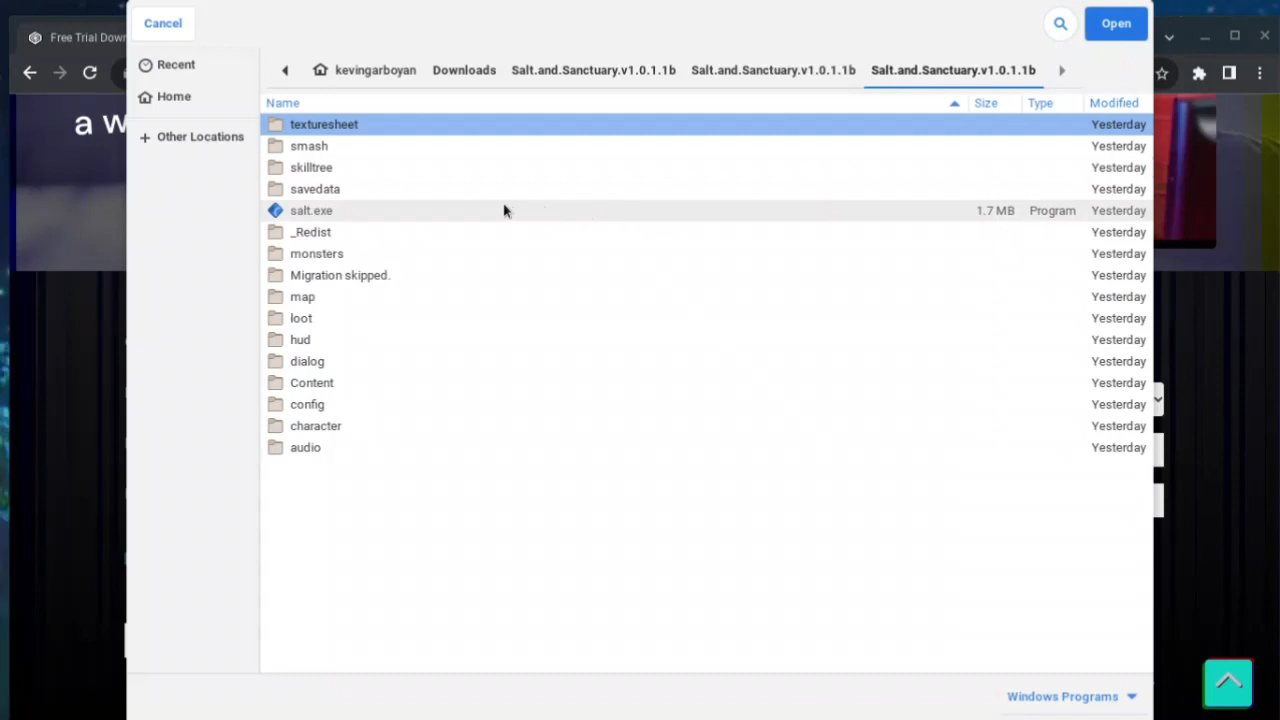 Cancel
Open
Free Trial Down
Recent
Home
Other Locations
kevingarboyan Downloads Salt.and.Sanctuary.v1.0.1.1b Salt.and.Sanctuary.v1.0.1.1b Salt.and.Sanctuary.v1.0.1.1b
a w
Name Size Type Modified
texturesheet Yesterday
smash Yesterday
skilltree Yesterday
savedata Yesterday
salt.exe 1.7 MB Program Yesterday
_Redist Yesterday
monsters Yesterday
Migration skipped. Yesterday
map Yesterday
loot Yesterday
hud Yesterday
dialog Yesterday
Content Yesterday
config Yesterday
character Yesterday
audio Yesterday
Windows Programs